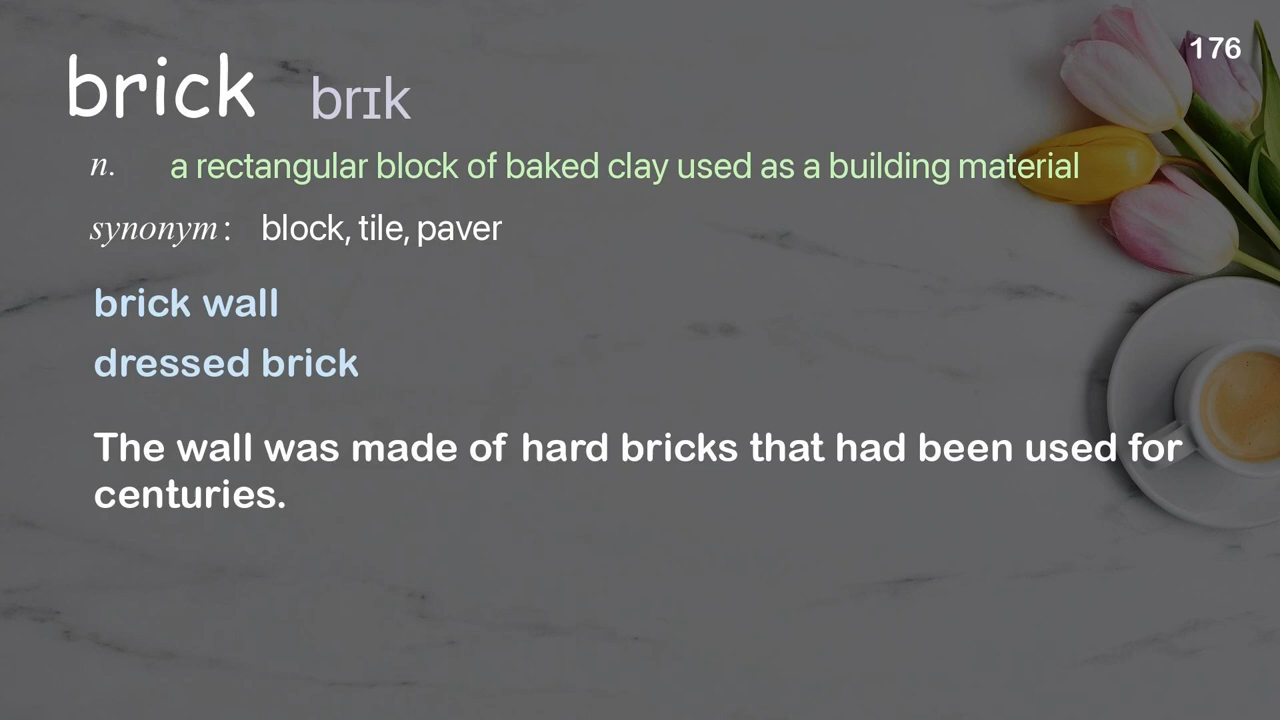 176
brick brɪk
n. a rectangular block of baked clay used as a building material
synonym: block, tile, paver
brick wall
dressed brick
The wall was made of hard bricks that had been used for
centuries.